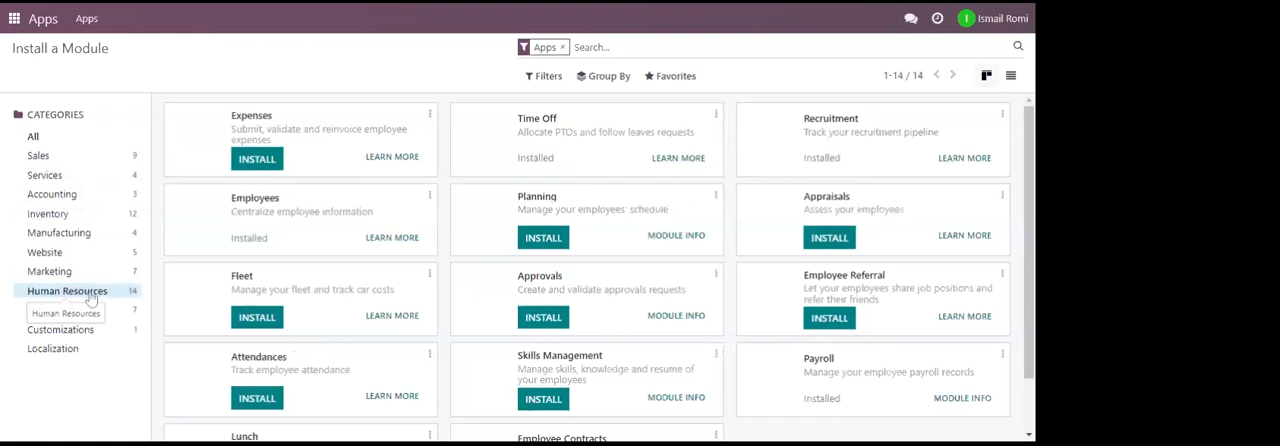 Apps Apps Ismail Romi
Install a Module Apps × Search...
Filters Group By Favorites 1-14 / 14
CATEGORIES
All
Sales 9
Services 4
Accounting 3
Inventory 12
Manufacturing 4
Website 5
Marketing 7
Human Resources 14
Human Resources 7
Customizations 1
Localization
Expenses
Submit, validate and reinvoice employee
expenses
INSTALL LEARN MORE
Time Off
Allocate PTOs and follow leaves requests
Installed LEARN MORE
Recruitment
Track your recruitment pipeline
Installed LEARN MORE
Employees
Centralize employee information
Installed LEARN MORE
Planning
Manage your employees' schedule
INSTALL MODULE INFO
Appraisals
Assess your employees
INSTALL LEARN MORE
Fleet
Manage your fleet and track car costs
INSTALL LEARN MORE
Approvals
Create and validate approvals requests
INSTALL MODULE INFO
Employee Referral
Let your employees share job positions and
refer their friends
INSTALL LEARN MORE
Attendances
Track employee attendance
INSTALL LEARN MORE
Skills Management
Manage skills, knowledge and resume of
your employees
INSTALL MODULE INFO
Payroll
Manage your employee payroll records
Installed MODULE INFO
Lunch
Employee Contracts